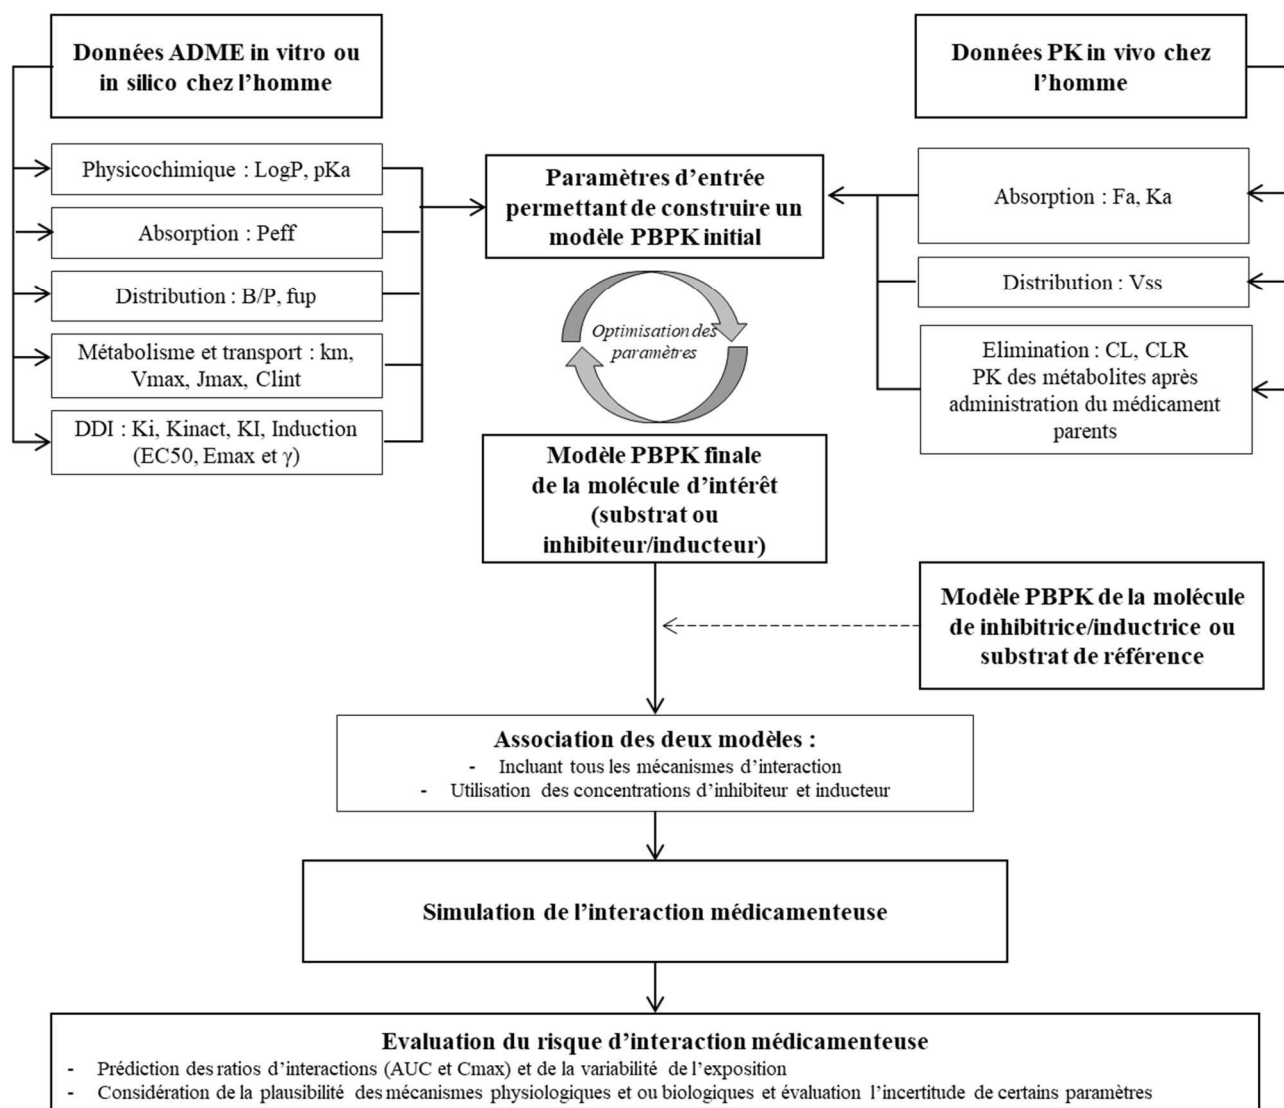 Données ADME in vitro ou
in silico chez l’homme
Physicochimique : LogP, pKa
Absorption : Peff
Distribution : B/P, fup
Métabolisme et transport : km,
Vmax, Jmax, Clint
DDI : Ki, Kinact, KI, Induction
(EC50, Emax et γ)
Paramètres d’entrée
permettant de construire un
modèle PBPK initial
Optimisation des
paramètres
Modèle PBPK finale
de la molécule d’intérêt
(substrat ou
inhibiteur/inducteur)
Données PK in vivo chez
l’homme
Absorption : Fa, Ka
Distribution : Vss
Elimination : CL, CLR
PK des métabolites après
administration du médicament
parents
Modèle PBPK de la molécule
de inhibitrice/inductrice ou
substrat de référence
Association des deux modèles :
- Incluant tous les mécanismes d’interaction
- Utilisation des concentrations d’inhibiteur et inducteur
Simulation de l’interaction médicamenteuse
Evaluation du risque d’interaction médicamenteuse
- Prédiction des ratios d’interactions (AUC et Cmax) et de la variabilité de l’exposition
- Considération de la plausibilité des mécanismes physiologiques et ou biologiques et évaluation l’incertitude de certains paramètres